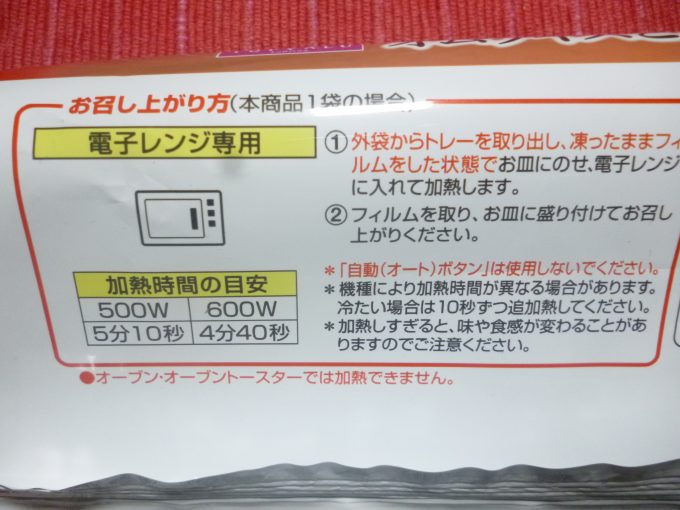 お召し上がり方(本商品1袋の場合)
電子レンジ専用
①外袋からトレーを取り出し、凍ったままフィ
ルムをした状態でお皿にのせ、電子レンジ
に入れて加熱します。
②フィルムを取り、お皿に盛り付けてお召し
上がりください。
加熱時間の目安
500W 600W
5分10秒 4分40秒
*「自動(オート)ボタン」は使用しないでください。
*機種により加熱時間が異なる場合があります。
冷たい場合は10秒ずつ追加熱してください。
*加熱しすぎると、味や食感が変わることがあ
りますのでご注意ください。
●オーブン・オーブントースターでは加熱できません。